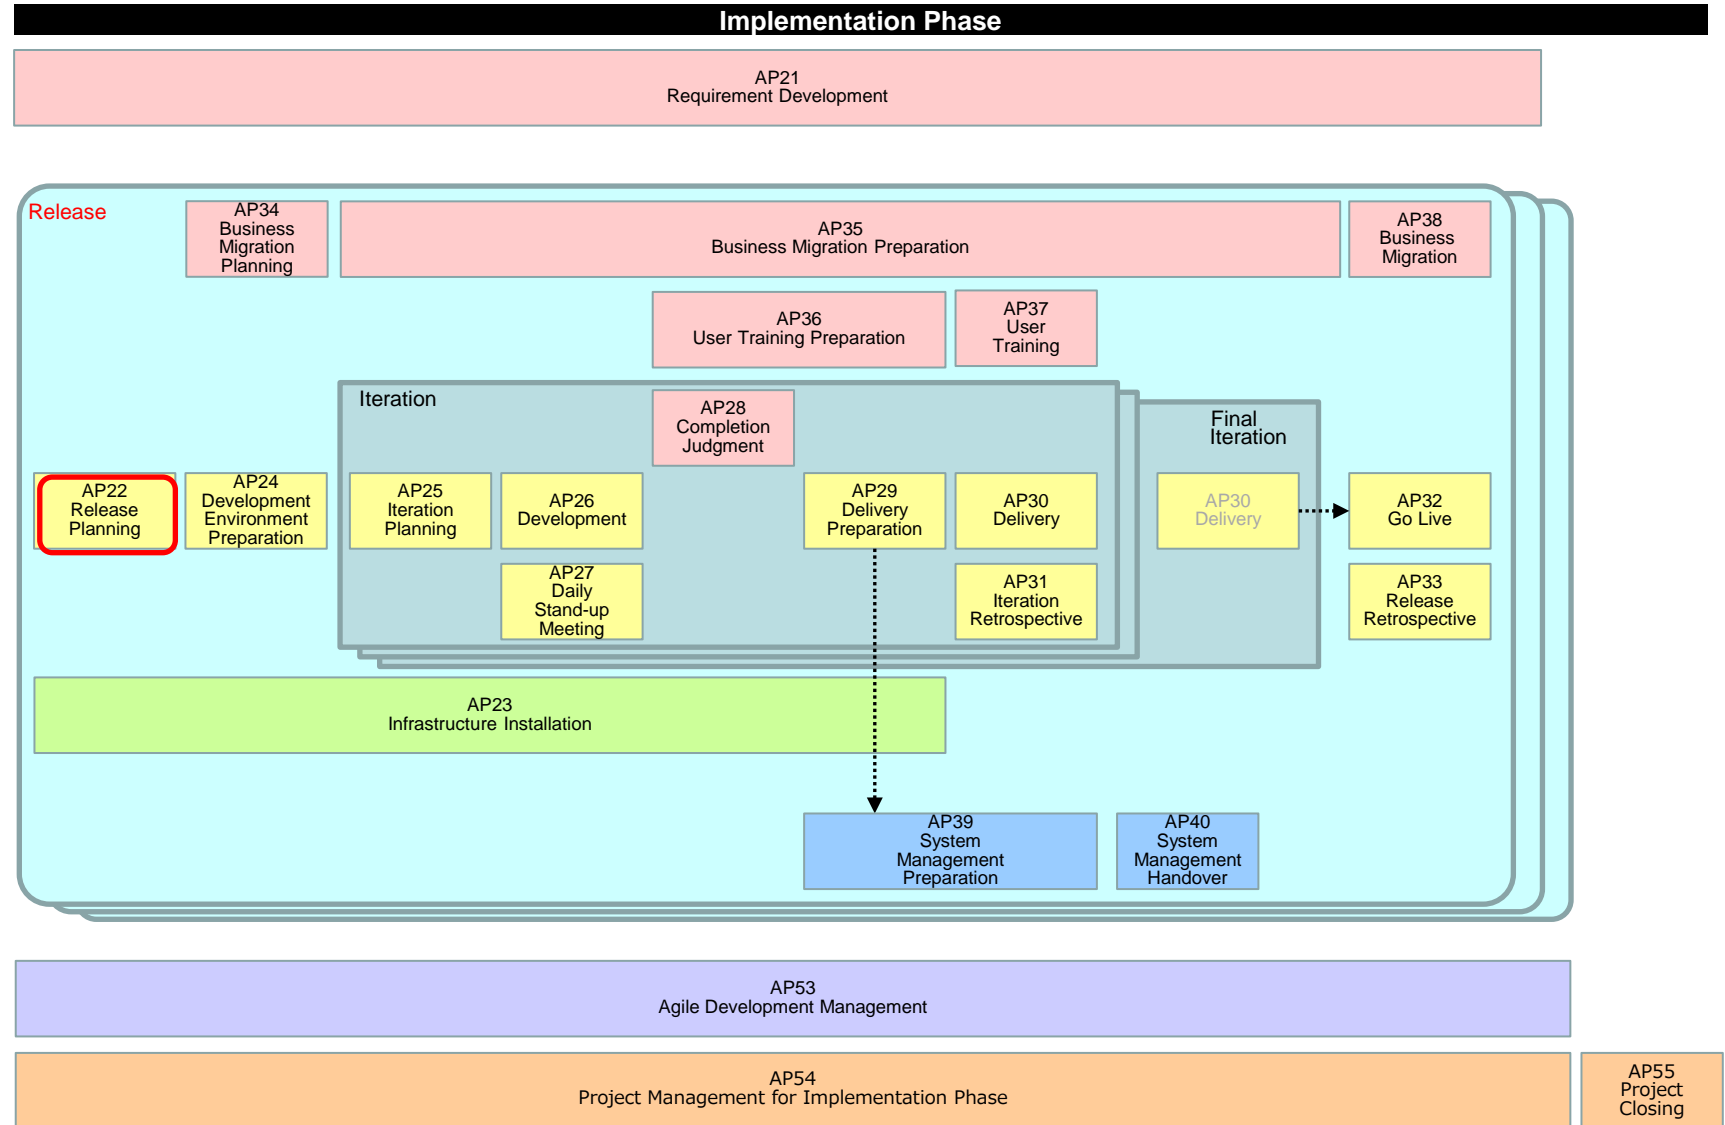 Implementation Phase
AP21
Requirement Development
Release
AP34
Business
Migration
Planning
AP35
Business Migration Preparation
AP38
Business
Migration
AP36
User Training Preparation
AP37
User
Training
Iteration
AP28
Completion
Judgment
Final
Iteration
AP22
Release
Planning
AP24
Development
Environment
Preparation
AP25
Iteration
Planning
AP26
Development
AP29
Delivery
Preparation
AP30
Delivery
AP30
Delivery
AP32
Go Live
AP27
Daily
Stand-up
Meeting
AP31
Iteration
Retrospective
AP33
Release
Retrospective
AP23
Infrastructure Installation
AP39
System
Management
Preparation
AP40
System
Management
Handover
AP53
Agile Development Management
AP54
Project Management for Implementation Phase
AP55
Project
Closing